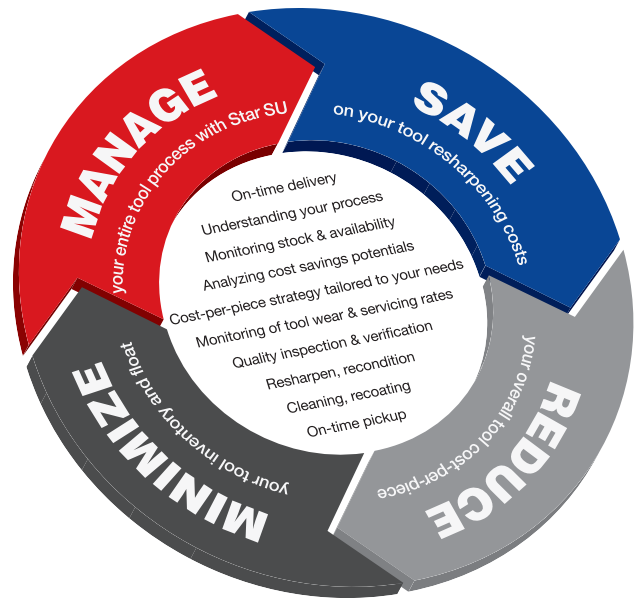 MANAGE
your entire tool process with Star SU
SAVE
on your tool resharpening costs
REDUCE
your overall tool cost-per-piece
MINIMIZE
your tool inventory and float
On-time delivery
Understanding your process
Monitoring stock & availability
Analyzing cost savings potentials
Cost-per-piece strategy tailored to your needs
Monitoring of tool wear & servicing rates
Quality inspection & verification
Resharpen, recondition
Cleaning, recoating
On-time pickup